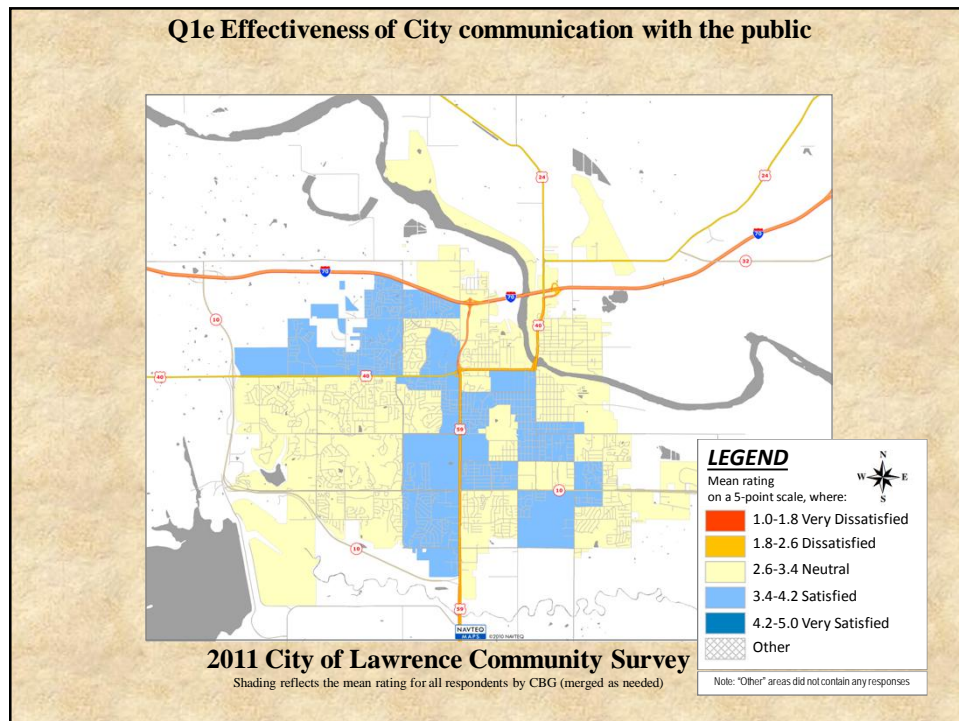 Q1e Effectiveness of City communication with the public
24
24
70
70
32
70
10
40
40
40
59
10
10
59
NAVTEQ
MAPS ©2010 NAVTEQ
LEGEND
Mean rating
on a 5-point scale, where:
N
W E
S
1.0-1.8 Very Dissatisfied
1.8-2.6 Dissatisfied
2.6-3.4 Neutral
3.4-4.2 Satisfied
4.2-5.0 Very Satisfied
Other
Note: "Other" areas did not contain any responses
2011 City of Lawrence Community Survey
Shading reflects the mean rating for all respondents by CBG (merged as needed)